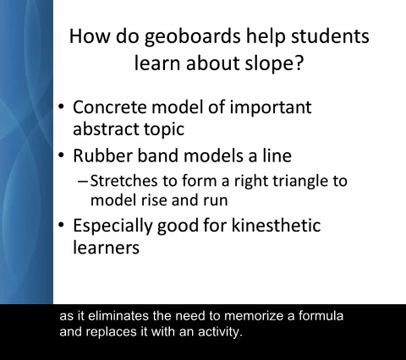 How do geoboards help students
learn about slope?
• Concrete model of important
abstract topic
• Rubber band models a line
–Stretches to form a right triangle to
model rise and run
• Especially good for kinesthetic
learners
as it eliminates the need to memorize a formula
and replaces it with an activity.